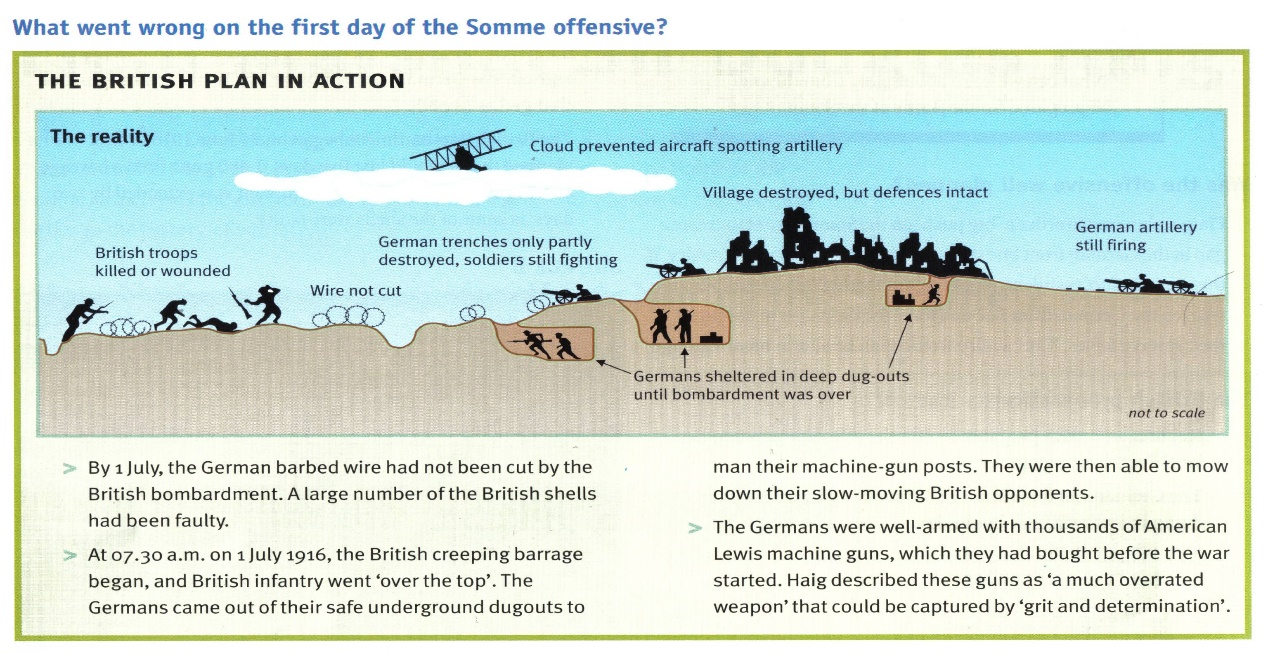 What went wrong on the first day of the Somme offensive?
THE BRITISH PLAN IN ACTION
The reality
Cloud prevented aircraft spotting artillery
Village destroyed, but defences intact
German artillery
still firing
German trenches only partly
destroyed, soldiers still fighting
British troops
killed or wounded
Wire not cut
Germans sheltered in deep dug-outs
until bombardment was over
not to scale
> By 1 July, the German barbed wire had not been cut by the
British bombardment. A large number of the British shells
had been faulty.
> At 07.30 a.m. on 1 July 1916, the British creeping barrage
began, and British infantry went ‘over the top’. The
Germans came out of their safe underground dugouts to
man their machine-gun posts. They were then able to mow
down their slow-moving British opponents.
> The Germans were well-armed with thousands of American
Lewis machine guns, which they had bought before the war
started. Haig described these guns as ‘a much overrated
weapon’ that could be captured by ‘grit and determination’.